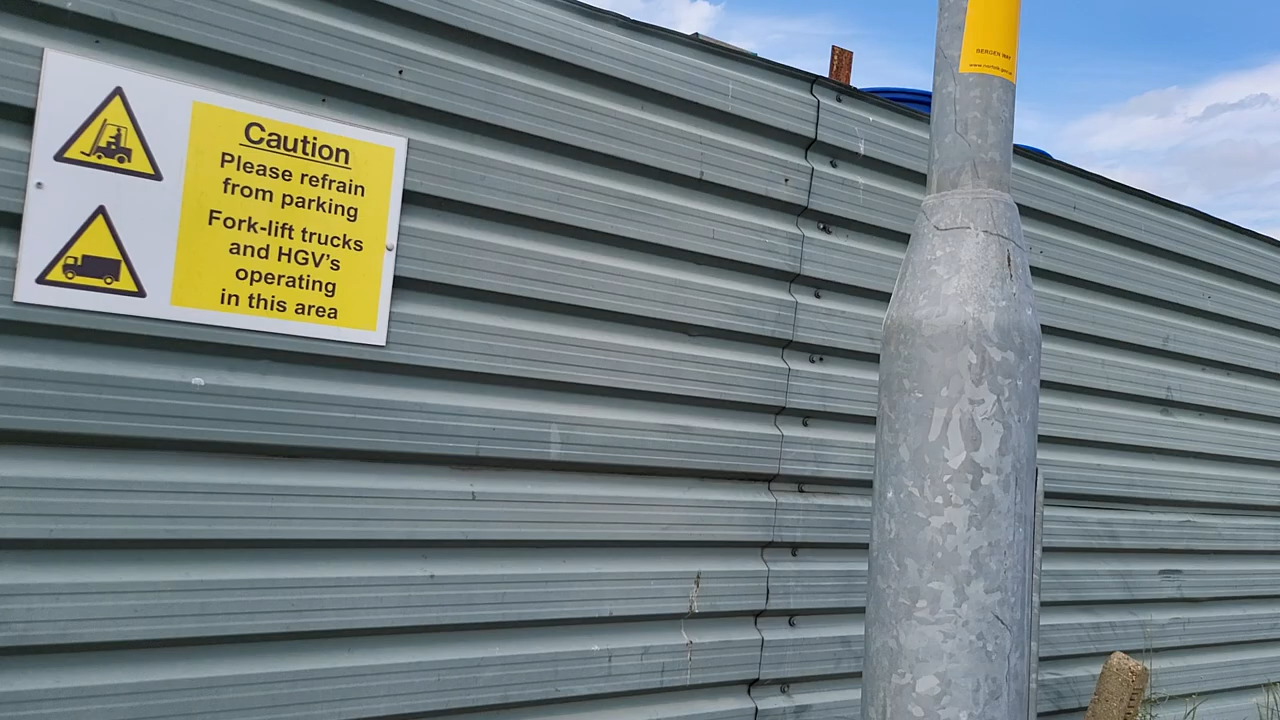 Caution
Please refrain
from parking
Fork-lift trucks
and HGV's
operating
in this area
BERGEN WAY